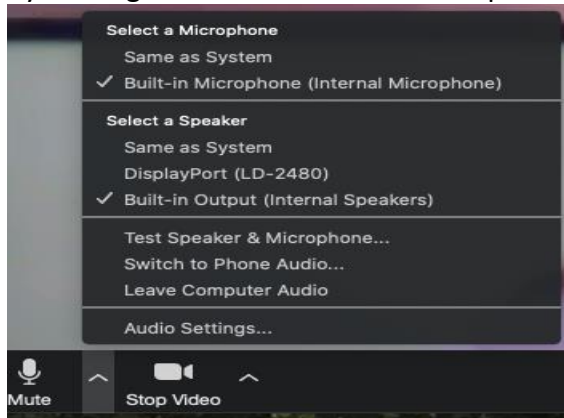 Select a Microphone
Same as System
✓ Built-in Microphone (Internal Microphone)
Select a Speaker
Same as System
DisplayPort (LD-2480)
✓ Built-in Output (Internal Speakers)
Test Speaker & Microphone...
Switch to Phone Audio...
Leave Computer Audio
Audio Settings...
Mute
Stop Video